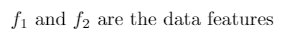 f₁ and f₂ are the data features